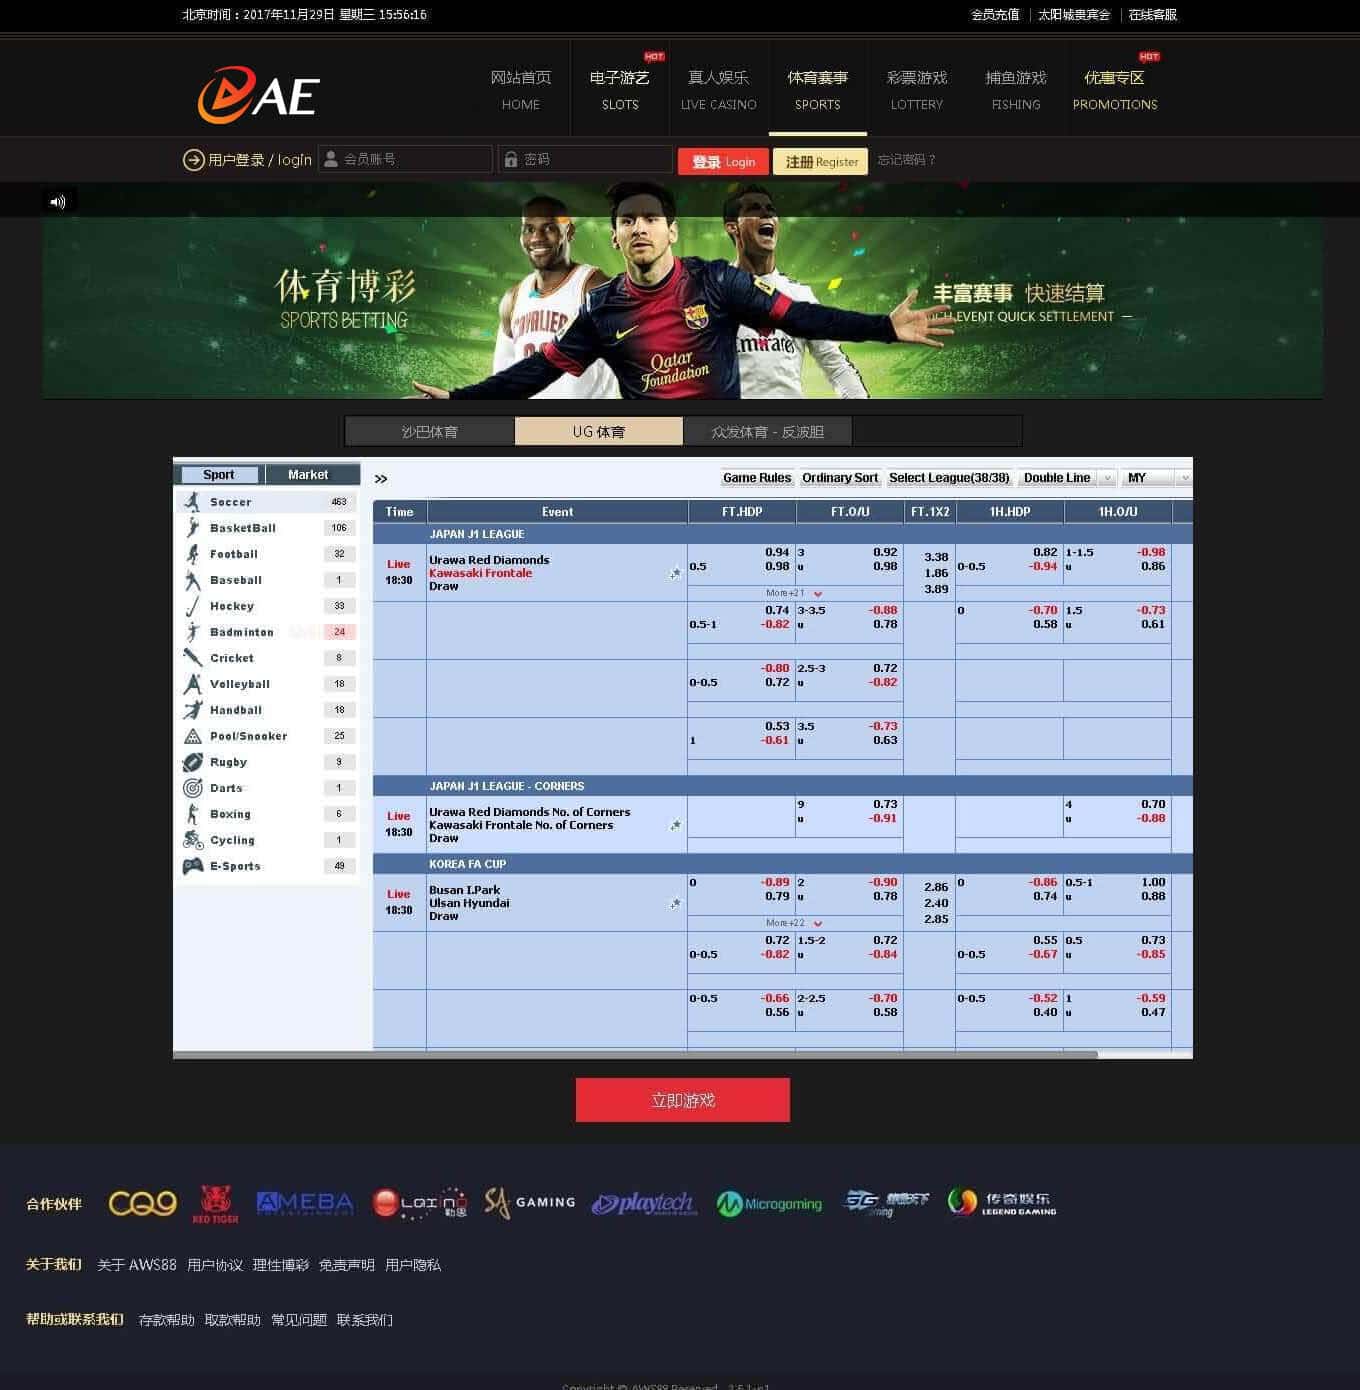 北京时间：2017年11月29日 星期三 15:56:16
会员充值 | 太阳城贵宾会 | 在线客服
AE
网站首页 HOME
HOT
电子游艺 SLOTS
真人娱乐 LIVE CASINO
体育赛事 SPORTS
彩票游戏 LOTTERY
捕鱼游戏 FISHING
HOT
优惠专区 PROMOTIONS
用户登录 / login 会员账号 密码 登录 Login 注册 Register 忘记密码？
体育博彩
SPORTS BETTING
CAVALIERS
Qatar Foundation
Emirates
丰富赛事 快速结算
RICH EVENT QUICK SETTLEMENT
沙巴体育 UG 体育 众发体育 - 反波胆
Sport Market
Soccer 463
BasketBall 106
Football 32
Baseball 1
Hockey 33
Badminton 24
Cricket 8
Volleyball 18
Handball 18
Pool/Snooker 25
Rugby 9
Darts 1
Boxing 6
Cycling 1
E-Sports 49
>> Game Rules Ordinary Sort Select League(38/38) Double Line MY
Time Event FT.HDP FT.O/U FT.1X2 1H.HDP 1H.O/U
JAPAN J1 LEAGUE
Live 18:30
Urawa Red Diamonds
Kawasaki Frontale
Draw
0.94 3 0.92 3.38 0.82 1-1.5 -0.98
0.5 0.98 u 0.98 1.86 0-0.5 -0.94 u 0.86
3.89
More+21
0.74 3-3.5 -0.88 0 -0.70 1.5 -0.73
0.5-1 -0.82 u 0.78 0.58 u 0.61
-0.80 2.5-3 0.72
0-0.5 0.72 u -0.82
0.53 3.5 -0.73
1 -0.61 u 0.63
JAPAN J1 LEAGUE - CORNERS
Live 18:30
Urawa Red Diamonds No. of Corners
Kawasaki Frontale No. of Corners
Draw
9 0.73 4 0.70
u -0.91 u -0.88
KOREA FA CUP
Live 18:30
Busan I.Park
Ulsan Hyundai
Draw
0 -0.89 2 -0.90 2.86 0 -0.86 0.5-1 1.00
0.79 u 0.78 2.40 0.74 u 0.88
2.85
More+22
0.72 1.5-2 0.72 0.55 0.5 0.73
0-0.5 -0.82 u -0.84 0-0.5 -0.67 u -0.85
0-0.5 -0.66 2-2.5 -0.70 0-0.5 -0.52 1 -0.59
0.56 u 0.58 0.40 u 0.47
立即游戏
合作伙伴 CQ9 RED TIGER AMEBA ENTERTAINMENT LaXino 勒思 SA GAMING playtech Microgaming GG Gaming 传奇娱乐 LEGEND GAMING
关于我们 关于 AWS88 用户协议 理性博彩 免责声明 用户隐私
帮助或联系我们 存款帮助 取款帮助 常见问题 联系我们
Copyright © AWS88 Reserved